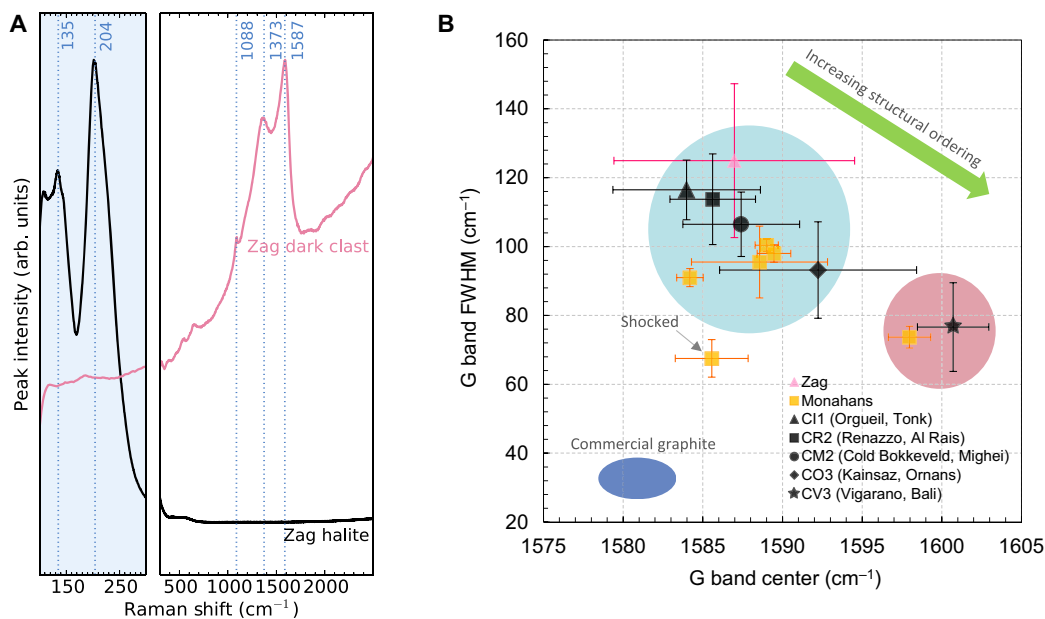 A
135
204
1088
1373
1587
Peak intensity (arb. units)
Zag dark clast
Zag halite
150
250
500
1000
1500
2000
Raman shift (cm−1)
B
160
140
120
100
80
60
40
20
G band FWHM (cm−1)
Increasing structural ordering
Shocked
Commercial graphite
Zag
Monahans
CI1 (Orgueil, Tonk)
CR2 (Renazzo, Al Rais)
CM2 (Cold Bokkeveld, Mighei)
CO3 (Kainsaz, Ornans)
CV3 (Vigarano, Bali)
1575
1580
1585
1590
1595
1600
1605
G band center (cm−1)